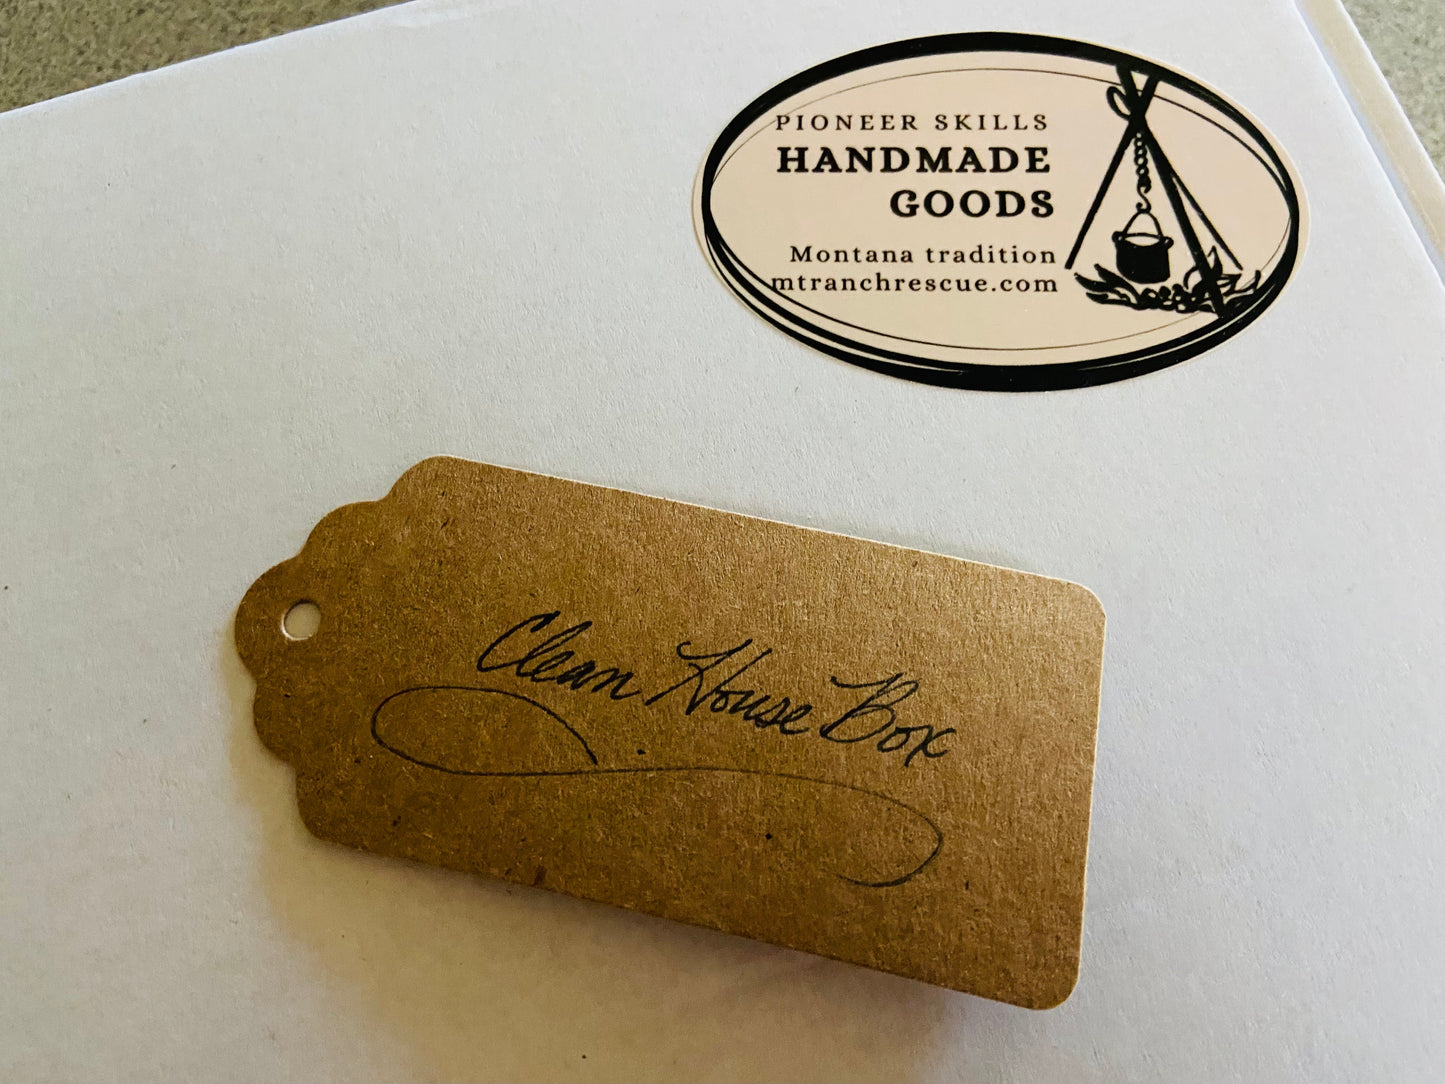 PIONEER SKILLS
HANDMADE
GOODS
Montana tradition
mtranchrescue.com
Clean House Box